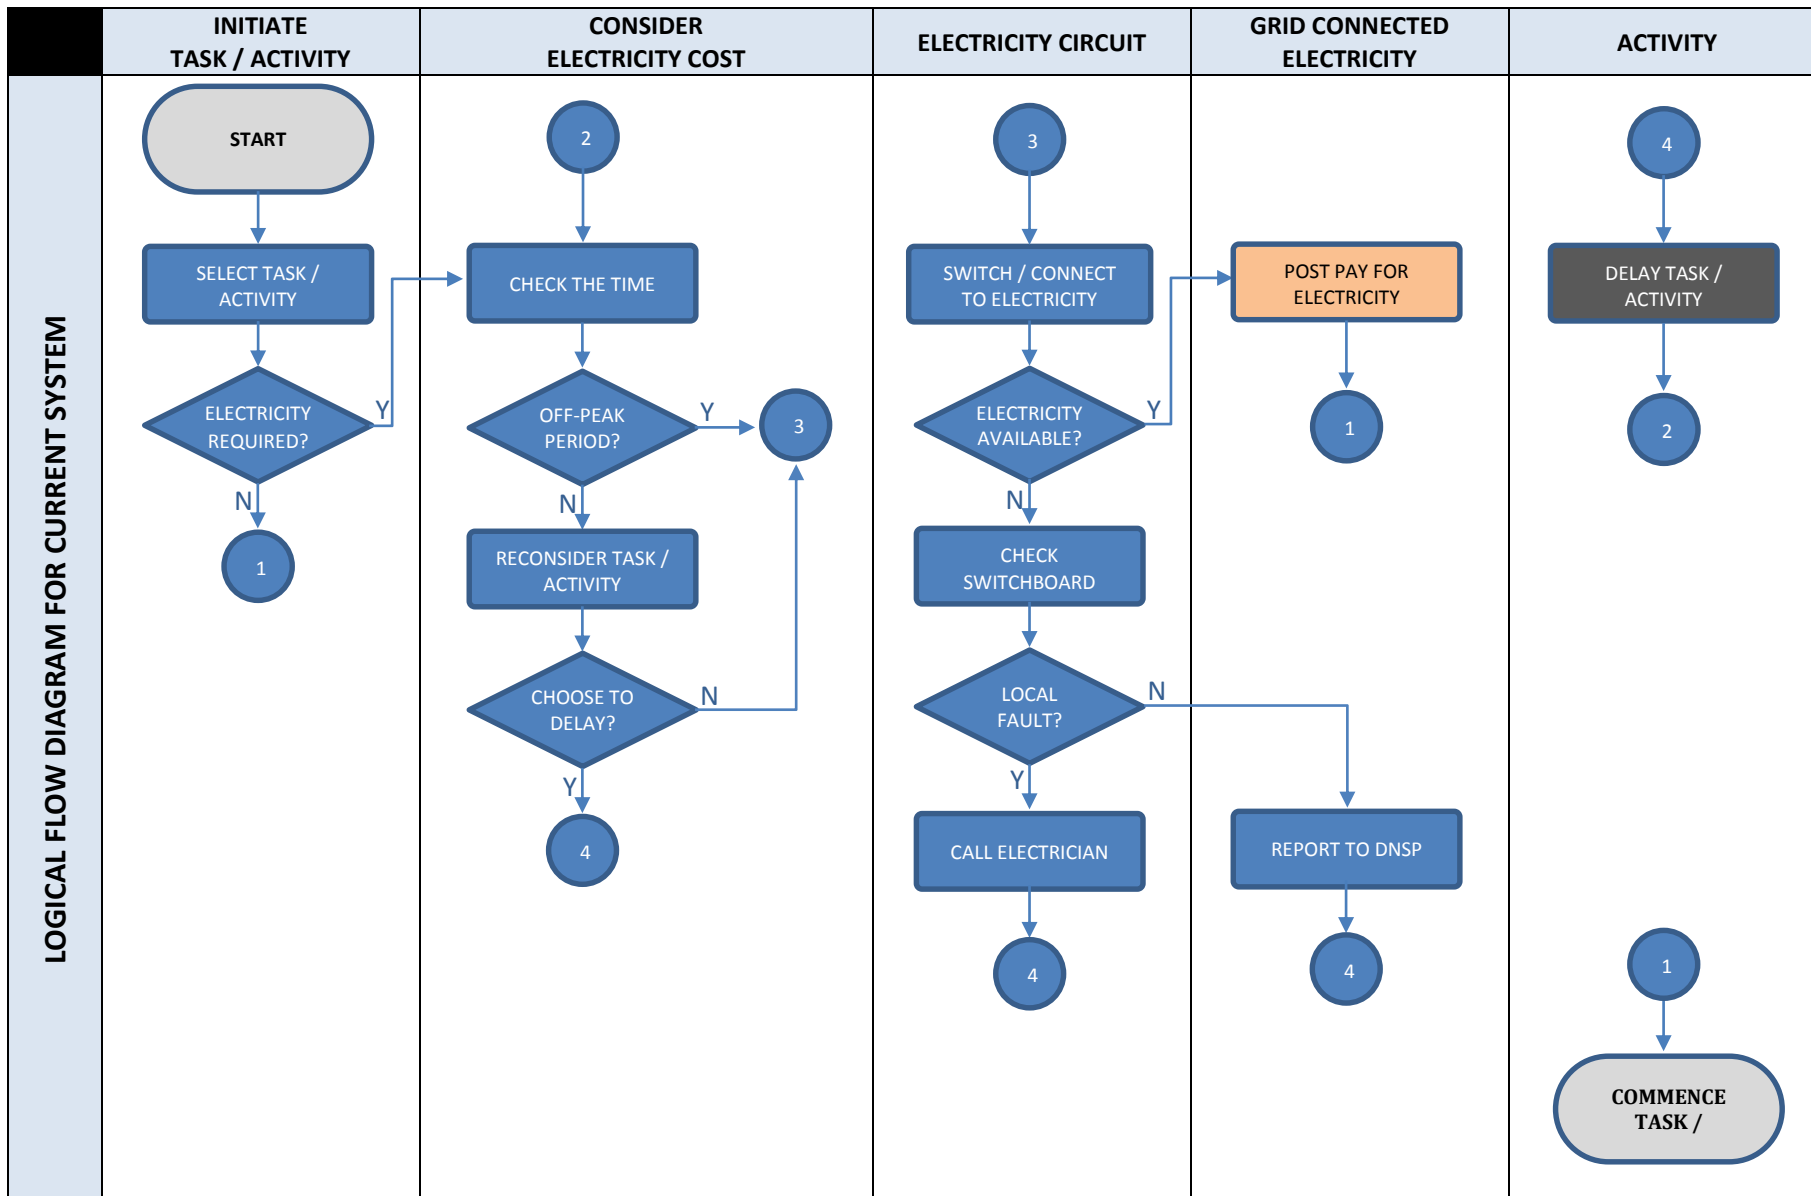 INITIATE
TASK / ACTIVITY
CONSIDER
ELECTRICITY COST
ELECTRICITY CIRCUIT
GRID CONNECTED
ELECTRICITY
ACTIVITY
LOGICAL FLOW DIAGRAM FOR CURRENT SYSTEM
START
SELECT TASK /
ACTIVITY
ELECTRICITY
REQUIRED?
Y
N
1
2
CHECK THE TIME
OFF-PEAK
PERIOD?
Y
3
N
RECONSIDER TASK /
ACTIVITY
CHOOSE TO
DELAY?
N
Y
4
3
SWITCH / CONNECT
TO ELECTRICITY
ELECTRICITY
AVAILABLE?
Y
N
CHECK
SWITCHBOARD
LOCAL
FAULT?
N
Y
CALL ELECTRICIAN
4
POST PAY FOR
ELECTRICITY
1
REPORT TO DNSP
4
4
DELAY TASK /
ACTIVITY
2
1
COMMENCE
TASK /